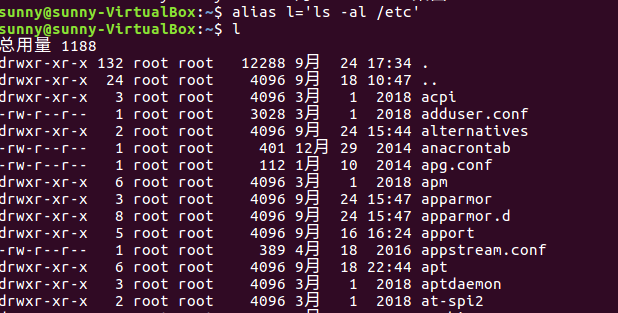 sunny@sunny-VirtualBox:~$ alias l='ls -al /etc'
sunny@sunny-VirtualBox:~$ l
总用量 1188
drwxr-xr-x 132 root root   12288 9月   24 17:34 .
drwxr-xr-x  24 root root    4096 9月   18 10:47 ..
drwxr-xr-x   3 root root    4096 3月    1  2018 acpi
-rw-r--r--   1 root root    3028 3月    1  2018 adduser.conf
drwxr-xr-x   2 root root    4096 9月   24 15:44 alternatives
-rw-r--r--   1 root root     401 12月 29  2014 anacrontab
-rw-r--r--   1 root root     112 1月   10  2014 apg.conf
drwxr-xr-x   6 root root    4096 3月    1  2018 apm
drwxr-xr-x   3 root root    4096 9月   24 15:47 apparmor
drwxr-xr-x   8 root root    4096 9月   24 15:47 apparmor.d
drwxr-xr-x   5 root root    4096 9月   16 16:24 apport
-rw-r--r--   1 root root     389 4月   18  2016 appstream.conf
drwxr-xr-x   6 root root    4096 9月   18 22:44 apt
drwxr-xr-x   3 root root    4096 3月    1  2018 aptdaemon
drwxr-xr-x   2 root root    4096 3月    1  2018 at-spi2